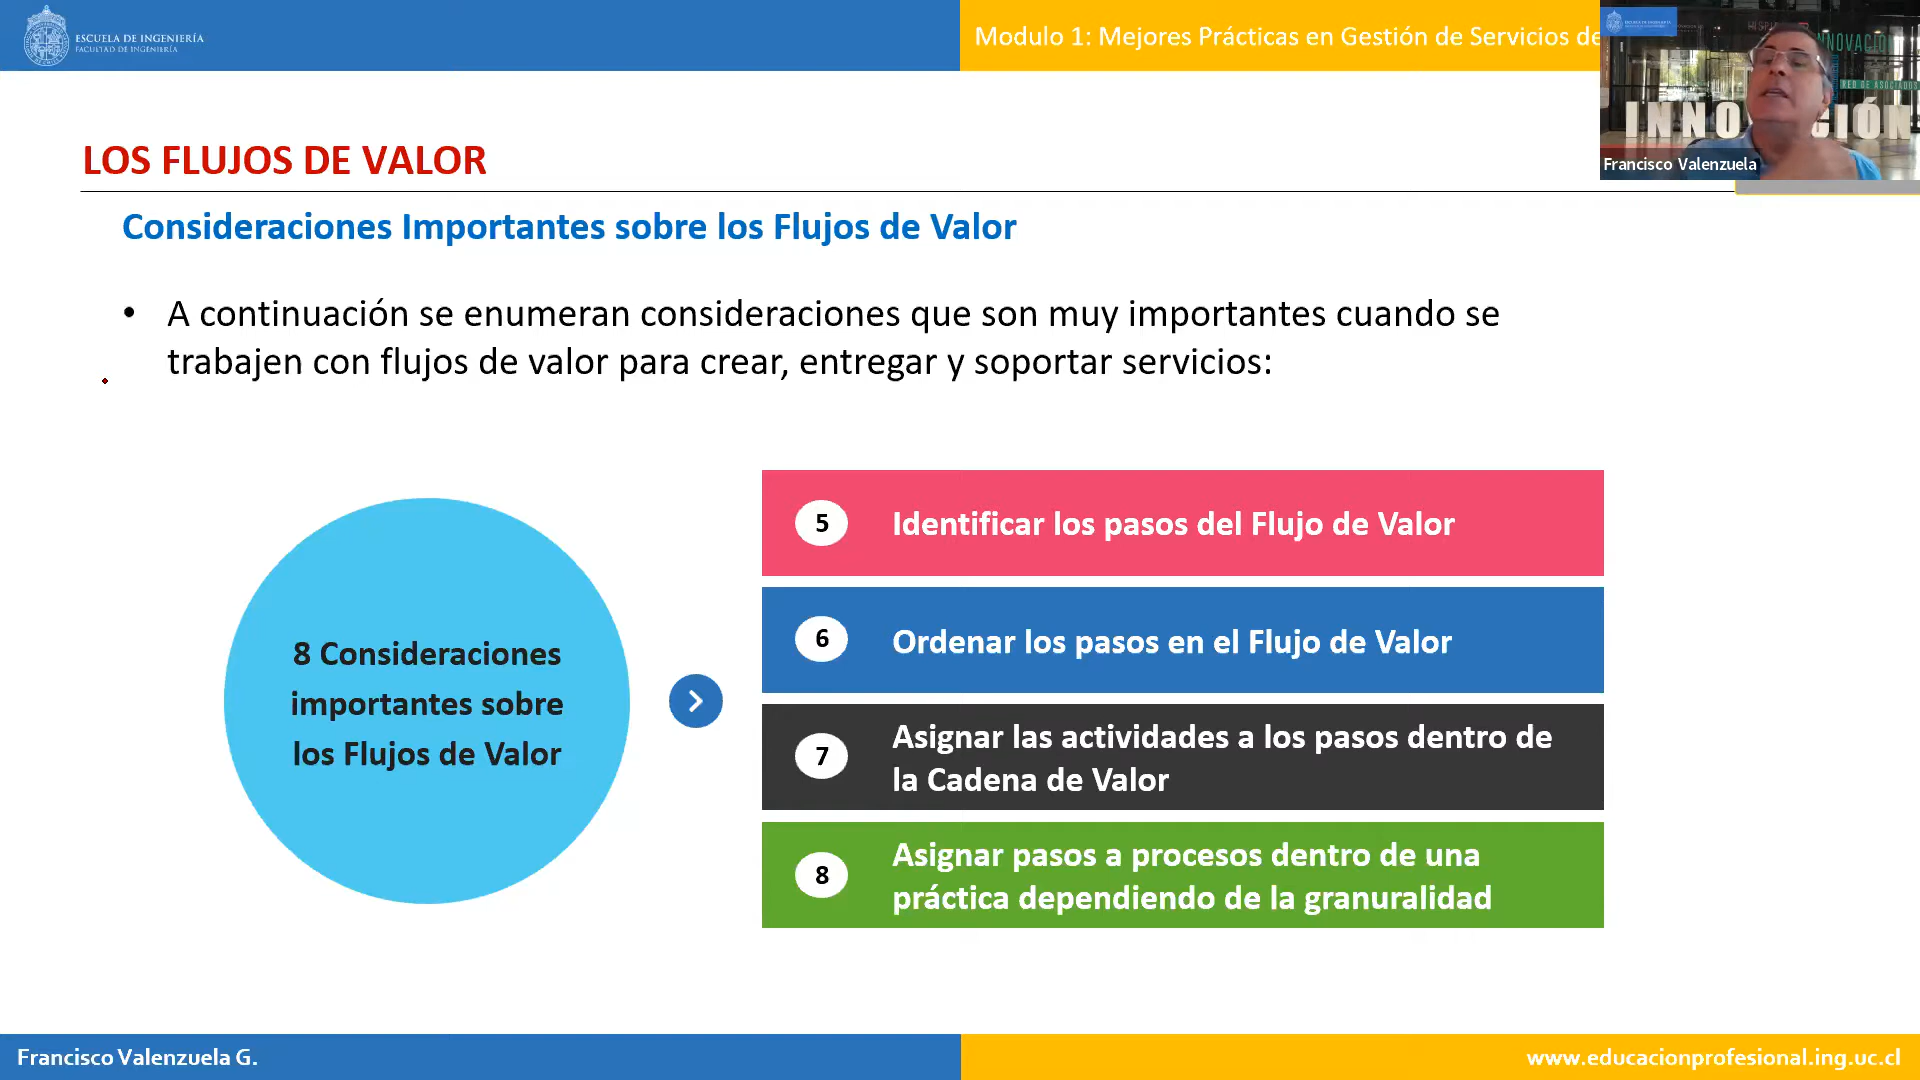 ESCUELA DE INGENIERÍA
FACULTAD DE INGENIERÍA
Modulo 1: Mejores Prácticas en Gestión de Servicios de
INNOVACIÓN
RED DE ASOCIADOS
Francisco Valenzuela
LOS FLUJOS DE VALOR
Consideraciones Importantes sobre los Flujos de Valor
• A continuación se enumeran consideraciones que son muy importantes cuando se
trabajen con flujos de valor para crear, entregar y soportar servicios:
8 Consideraciones
importantes sobre
los Flujos de Valor
5 Identificar los pasos del Flujo de Valor
6 Ordenar los pasos en el Flujo de Valor
7 Asignar las actividades a los pasos dentro de
la Cadena de Valor
8 Asignar pasos a procesos dentro de una
práctica dependiendo de la granuralidad
Francisco Valenzuela G.
www.educacionprofesional.ing.uc.cl